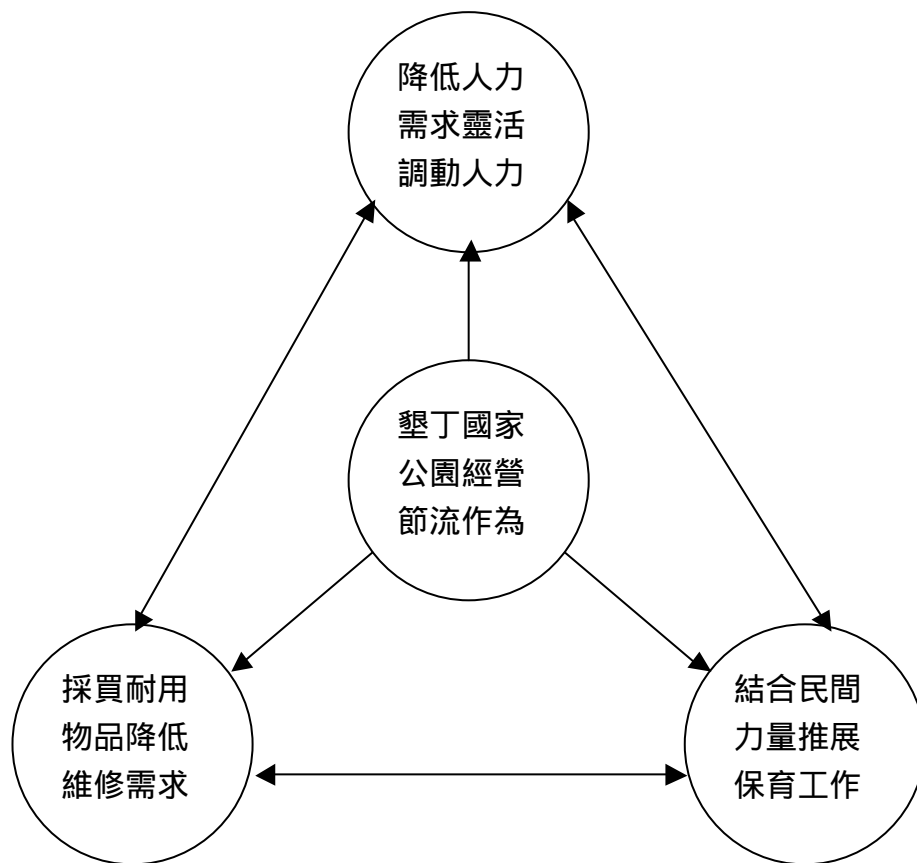 降低人力
需求靈活
調動人力
墾丁國家
公園經營
節流作為
採買耐用
物品降低
維修需求
結合民間
力量推展
保育工作